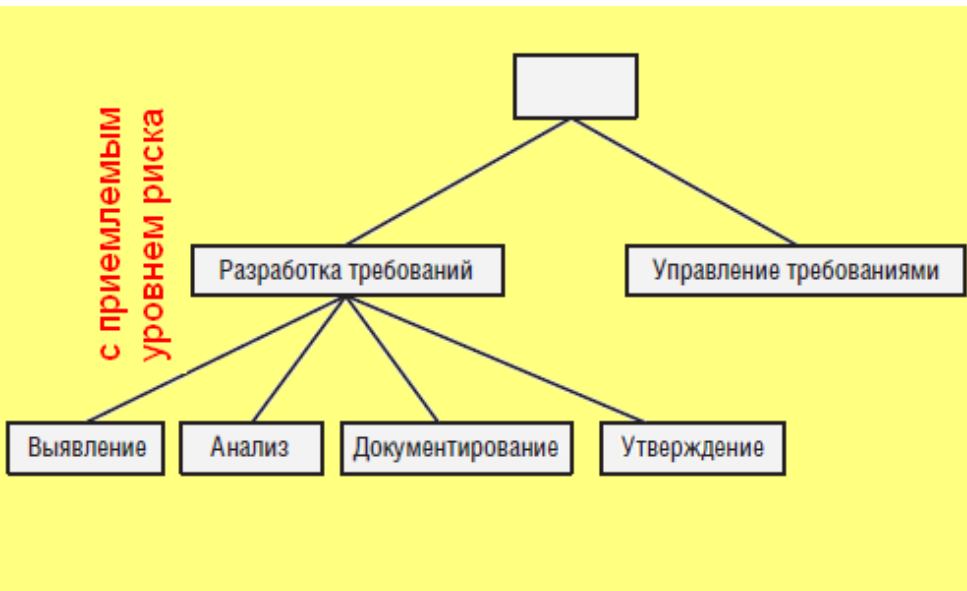 с приемлемым
уровнем риска
Разработка требований
Управление требованиями
Выявление
Анализ
Документирование
Утверждение